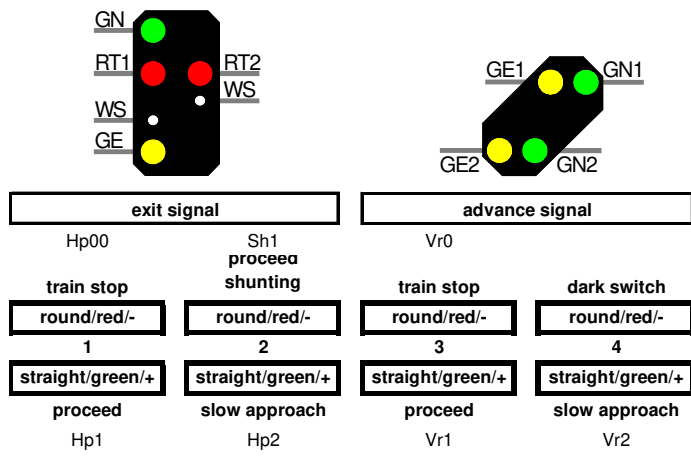 GN
RT1 RT2
WS
WS
GE
GE1 GN1
GE2 GN2
exit signal advance signal
Hp00 Sh1 Vr0
proceed
train stop shunting train stop dark switch
round/red/- round/red/- round/red/- round/red/-
1 2 3 4
straight/green/+ straight/green/+ straight/green/+ straight/green/+
proceed slow approach proceed slow approach
Hp1 Hp2 Vr1 Vr2